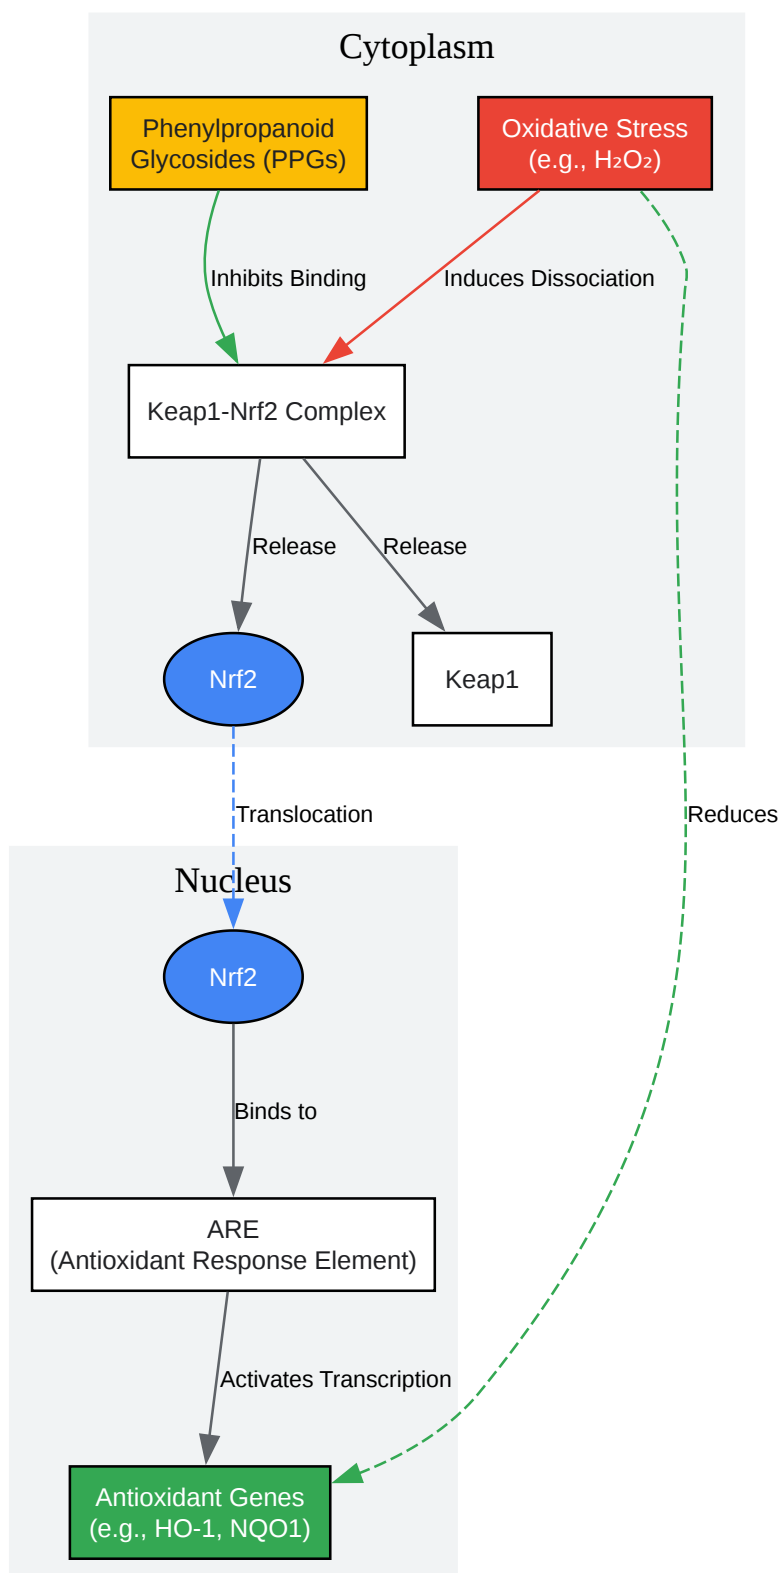 Cytoplasm
Phenylpropanoid
Glycosides (PPGs)
Oxidative Stress
(e.g., H₂O₂)
Inhibits Binding
Induces Dissociation
Keap1-Nrf2 Complex
Release
Release
Nrf2
Keap1
Translocation
Reduces
Nucleus
Nrf2
Binds to
ARE
(Antioxidant Response Element)
Activates Transcription
Antioxidant Genes
(e.g., HO-1, NQO1)